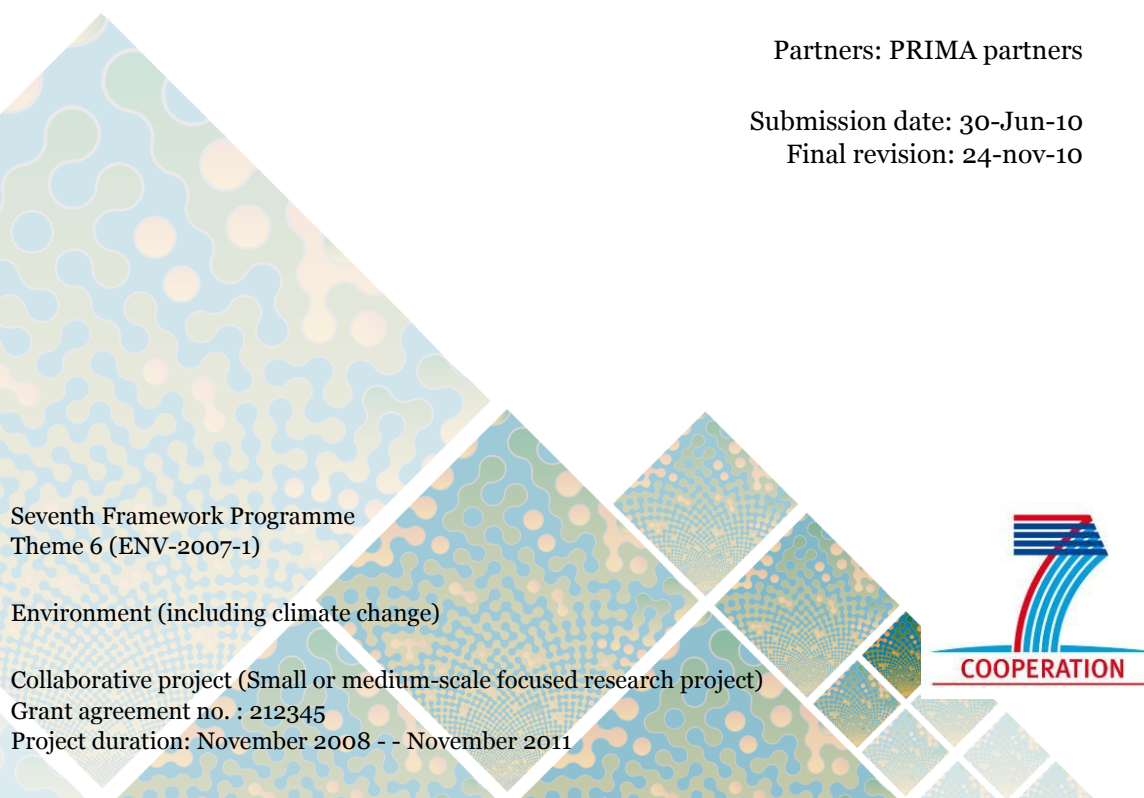 Partners: PRIMA partners
Submission date: 30-Jun-10
Final revision: 24-nov-10
Seventh Framework Programme
Theme 6 (ENV-2007-1)
Environment (including climate change)
Collaborative project (Small or medium-scale focused research project)
Grant agreement no. : 212345
Project duration: November 2008 - - November 2011
7
COOPERATION